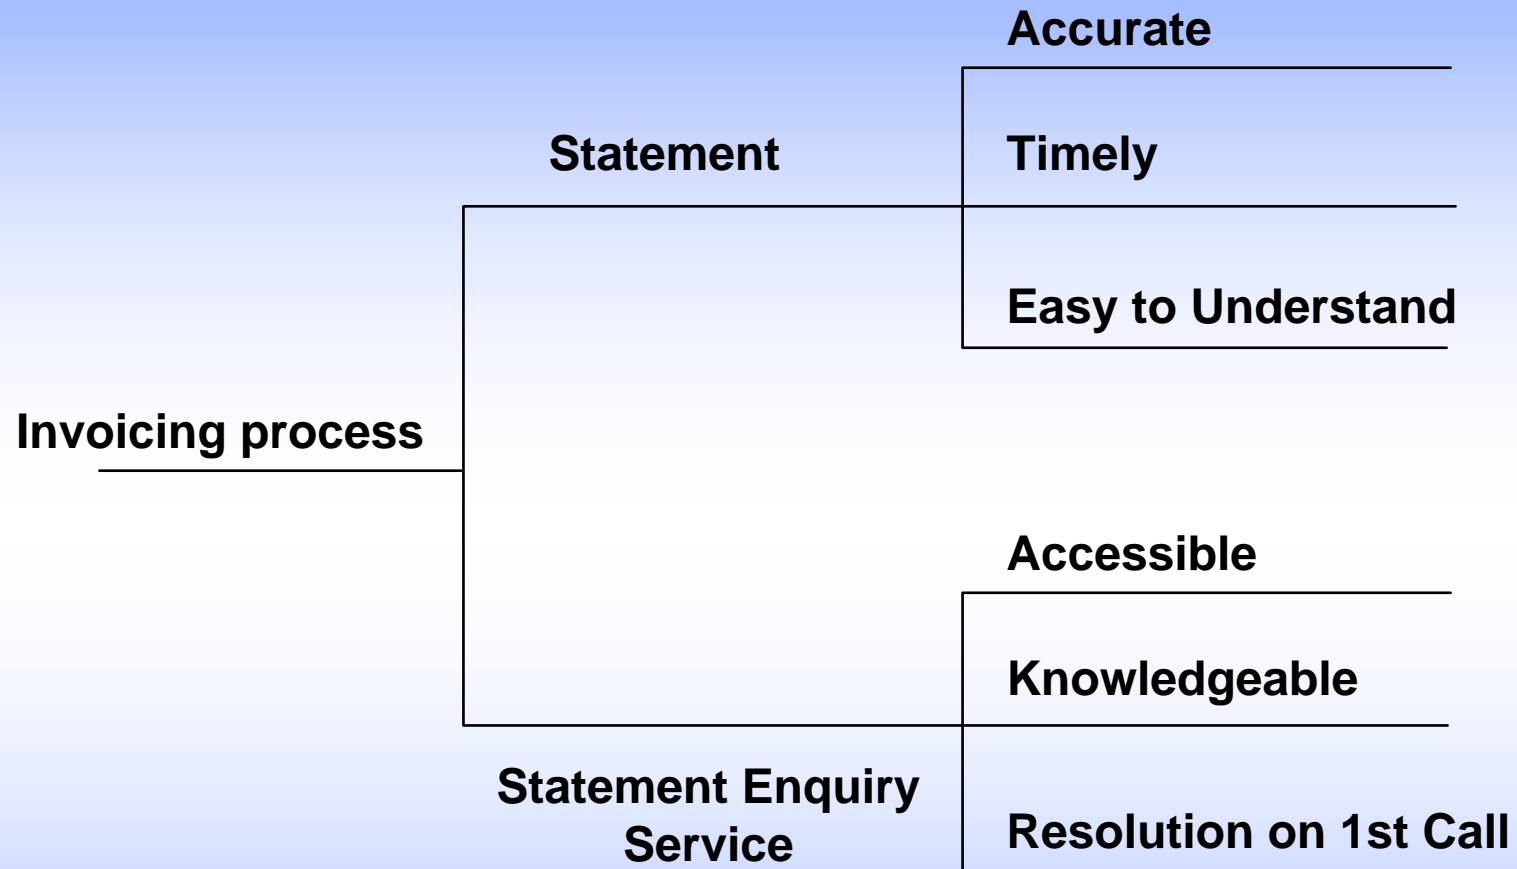 Accurate
Statement
Timely
Easy to Understand
Invoicing process
Accessible
Knowledgeable
Statement Enquiry
Service
Resolution on 1st Call